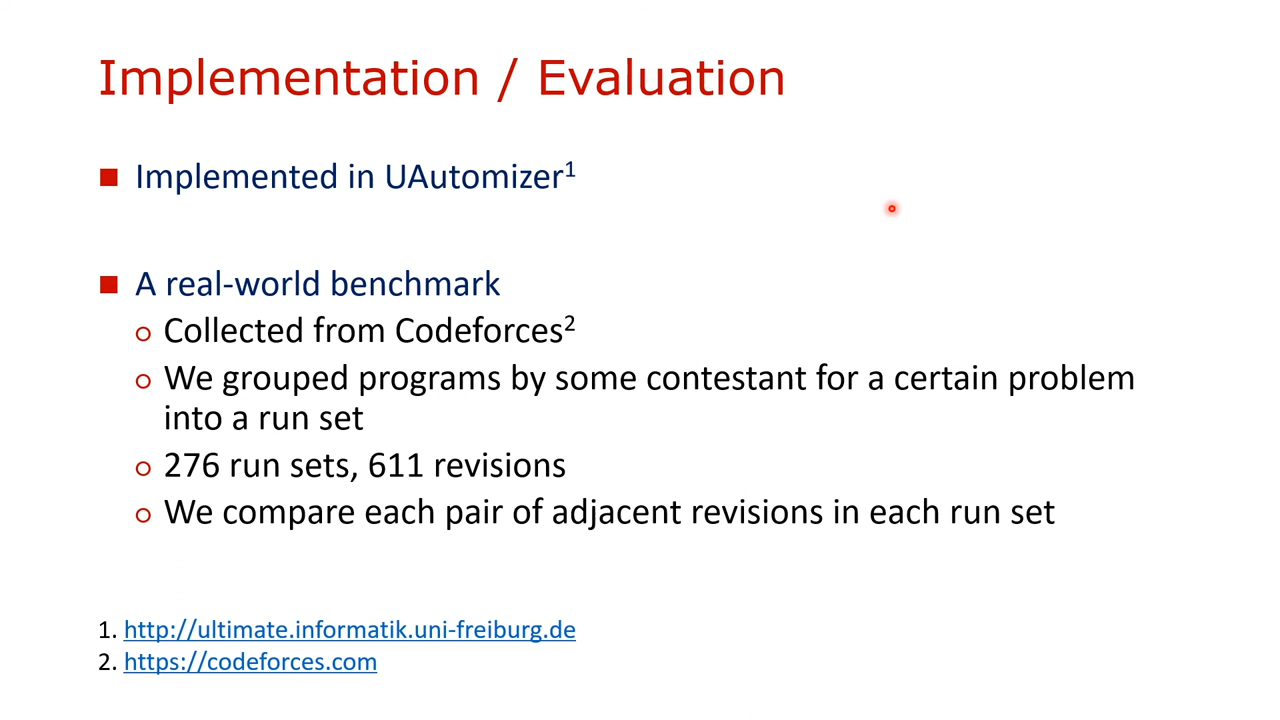 Implementation / Evaluation
Implemented in UAutomizer¹
A real-world benchmark
Collected from Codeforces²
We grouped programs by some contestant for a certain problem
into a run set
276 run sets, 611 revisions
We compare each pair of adjacent revisions in each run set
1. http://ultimate.informatik.uni-freiburg.de
2. https://codeforces.com